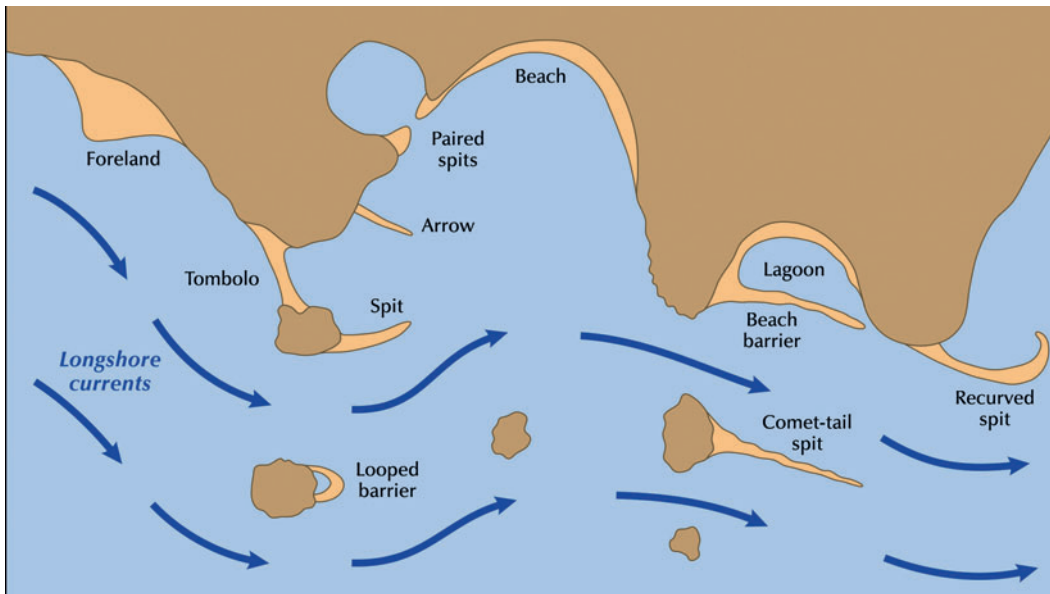 Beach
Foreland
Paired
spits
Arrow
Tombolo
Spit
Lagoon
Beach
barrier
Longshore
currents
Recurved
spit
Comet-tail
spit
Looped
barrier